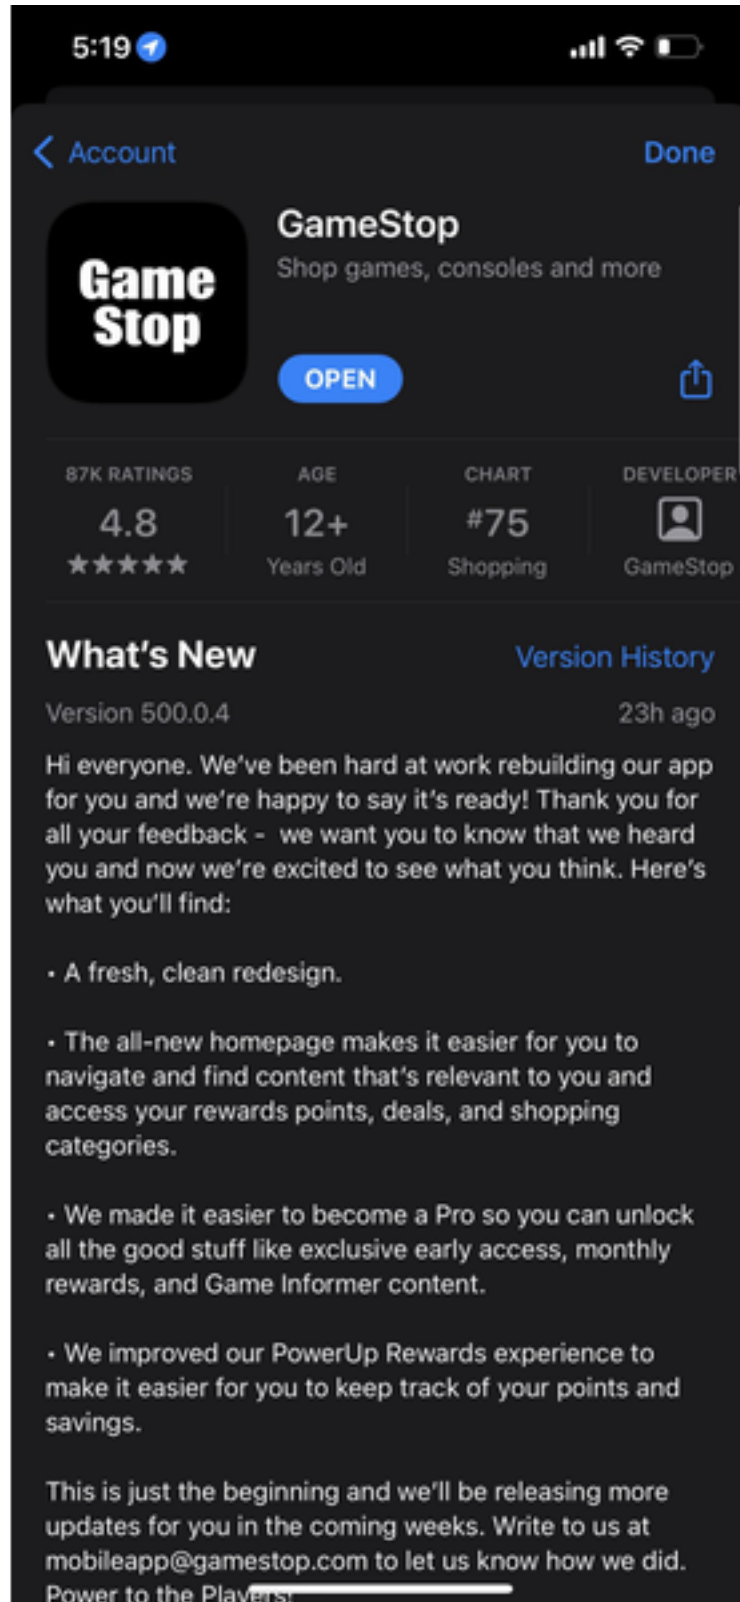 5:19
Account
Done
Game
Stop
GameStop
Shop games, consoles and more
OPEN
87K RATINGS
AGE
CHART
DEVELOPER
4.8
12+
#75
★★★★★
Years Old
Shopping
GameStop
What's New
Version History
Version 500.0.4
23h ago
Hi everyone. We've been hard at work rebuilding our app
for you and we're happy to say it's ready! Thank you for
all your feedback -  we want you to know that we heard
you and now we're excited to see what you think. Here's
what you'll find:
• A fresh, clean redesign.
• The all-new homepage makes it easier for you to
navigate and find content that's relevant to you and
access your rewards points, deals, and shopping
categories.
• We made it easier to become a Pro so you can unlock
all the good stuff like exclusive early access, monthly
rewards, and Game Informer content.
• We improved our PowerUp Rewards experience to
make it easier for you to keep track of your points and
savings.
This is just the beginning and we'll be releasing more
updates for you in the coming weeks. Write to us at
mobileapp@gamestop.com to let us know how we did.
Power to the Players!